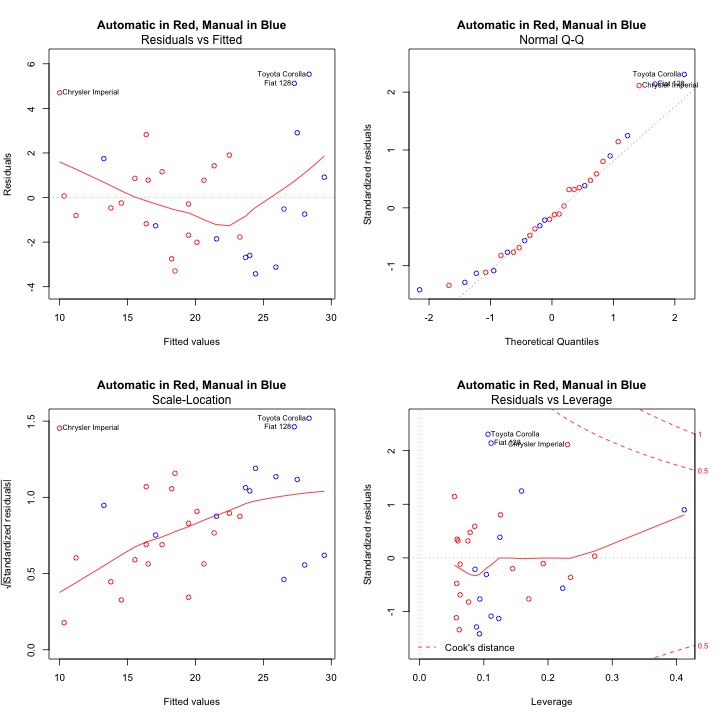 Automatic in Red, Manual in Blue
Residuals vs Fitted
Residuals
-4 -2 0 2 4 6
Toyota Corolla
Fiat 128
Chrysler Imperial
10 15 20 25 30
Fitted values
Automatic in Red, Manual in Blue
Normal Q-Q
Standardized residuals
-1 0 1 2
Toyota Corolla
Fiat 128
Chrysler Imperial
-2 -1 0 1 2
Theoretical Quantiles
Automatic in Red, Manual in Blue
Scale-Location
√|Standardized residuals|
0.0 0.5 1.0 1.5
Toyota Corolla
Fiat 128
Chrysler Imperial
10 15 20 25 30
Fitted values
Automatic in Red, Manual in Blue
Residuals vs Leverage
Standardized residuals
-1 0 1 2
Toyota Corolla
Fiat 128
Chrysler Imperial
1
0.5
0.5
Cook's distance
0.0 0.1 0.2 0.3 0.4
Leverage